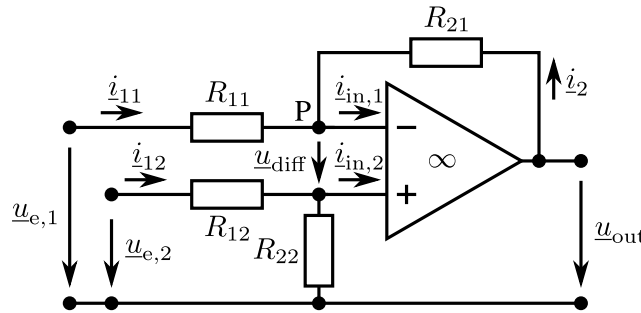 R₂₁
i₁₁
R₁₁
P
i_in,1
−
∞
i₂
i₁₂
u_diff
i_in,2
+
u_e,1
R₁₂
u_e,2
R₂₂
u_out